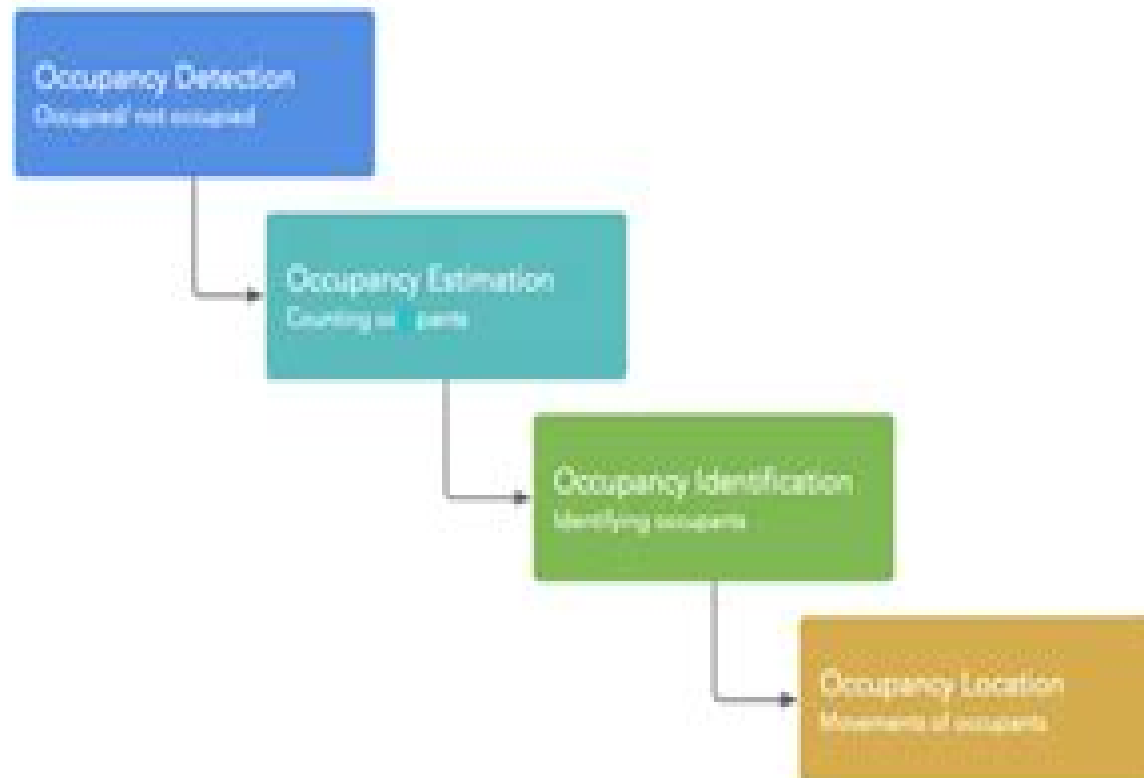 Occupancy Detection
Occupied/ not occupied
Occupancy Estimation
Counting
Occupancy Identification
Identifying occupants
Occupancy Location
Movements of occupants